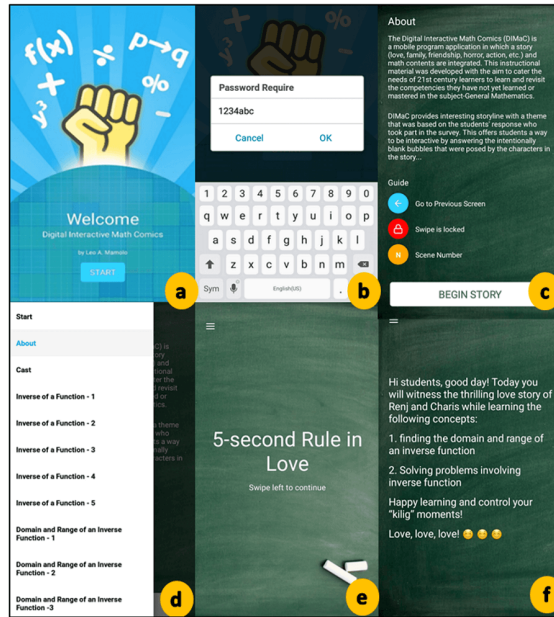 f(x) ÷ p→q
+ %
y³ × −
Welcome
Digital Interactive Math Comics
by Leo A. Mamolo
START
a
Password Require
1234abc
Cancel OK
1 2 3 4 5 6 7 8 9 0
q w e r t y u i o p
a s d f g h j k l
z x c v b n m
Sym English(US) .
b
About
The Digital Interactive Math Comics (DIMaC) is
a mobile program application in which a story
(love, family, friendship, horror, action, etc.) and
math contents are integrated. This instructional
material was developed with the aim to cater the
needs of 21st century learners to learn and revisit
the competencies they have not yet learned or
mastered in the subject-General Mathematics.
DIMaC provides interesting storyline with a theme
that was based on the students' response who
took part in the survey. This offers students a way
to be interactive by answering the intentionally
blank bubbles that were posed by the characters in
the story...
Guide
Go to Previous Screen
Swipe is locked
N Scene Number
BEGIN STORY
c
Start
About
Cast
Inverse of a Function - 1
Inverse of a Function - 2
Inverse of a Function - 3
Inverse of a Function - 4
Inverse of a Function - 5
Domain and Range of an Inverse
Function - 1
Domain and Range of an Inverse
Function - 2
Domain and Range of an Inverse
Function -3
d
5-second Rule in
Love
Swipe left to continue
e
Hi students, good day! Today you
will witness the thrilling love story of
Renj and Charis while learning the
following concepts:
1. finding the domain and range of
an inverse function
2. Solving problems involving
inverse function
Happy learning and control your
"kilig" moments!
Love, love, love! 😊 😊 😊
f